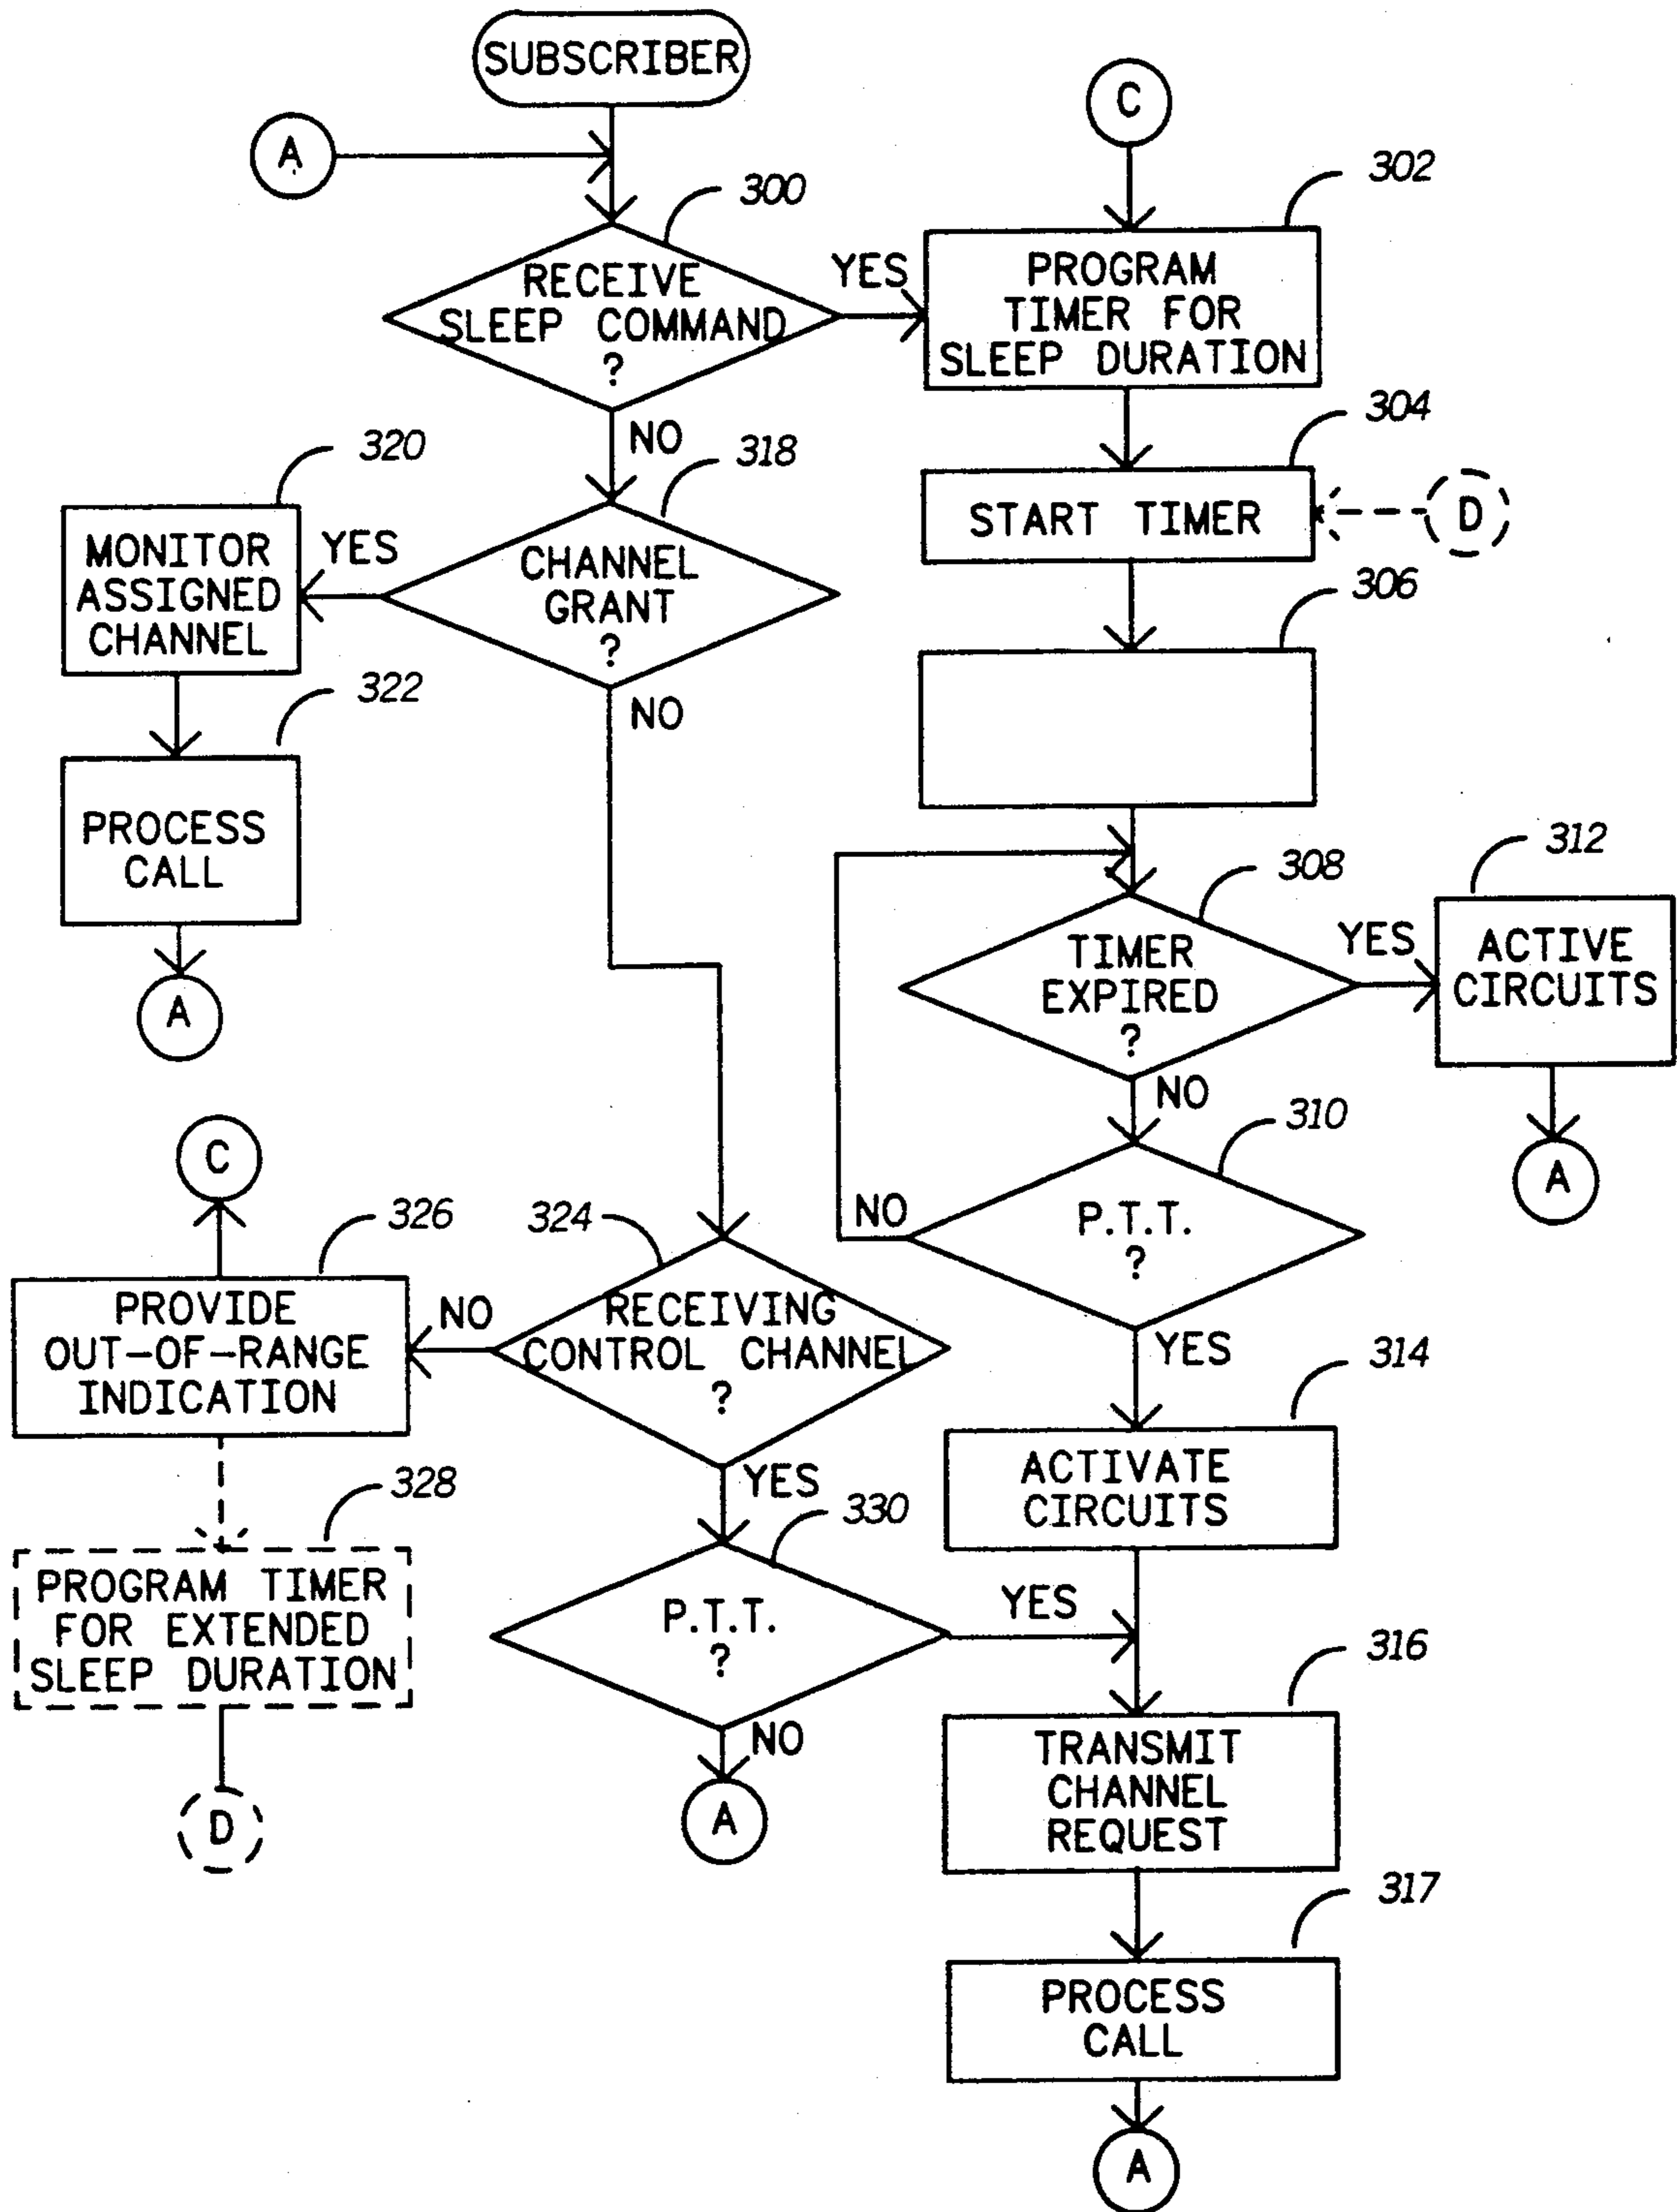 SUBSCRIBER
A
C
300
302
RECEIVE
SLEEP COMMAND
?
YES
PROGRAM
TIMER FOR
SLEEP DURATION
NO
304
START TIMER
D
320
318
MONITOR
ASSIGNED
CHANNEL
YES
CHANNEL
GRANT
?
NO
306
322
PROCESS
CALL
A
308
TIMER
EXPIRED
?
YES
312
ACTIVE
CIRCUITS
A
NO
310
P.T.T.
?
NO
YES
C
326
324
PROVIDE
OUT-OF-RANGE
INDICATION
NO
RECEIVING
CONTROL CHANNEL
?
YES
314
ACTIVATE
CIRCUITS
328
PROGRAM TIMER
FOR EXTENDED
SLEEP DURATION
D
330
P.T.T.
?
YES
NO
A
316
TRANSMIT
CHANNEL
REQUEST
317
PROCESS
CALL
A